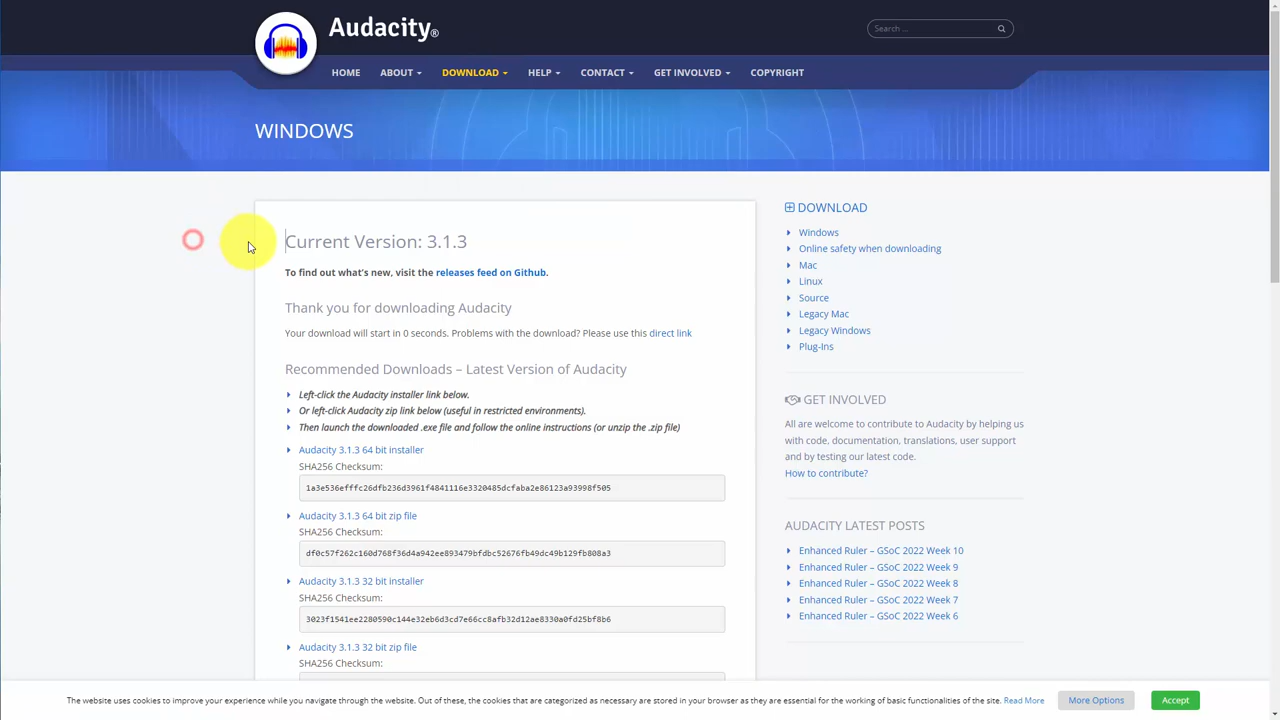 Audacity®
Search ...
HOME
ABOUT
DOWNLOAD
HELP
CONTACT
GET INVOLVED
COPYRIGHT
WINDOWS
Current Version: 3.1.3
To find out what's new, visit the releases feed on Github.
Thank you for downloading Audacity
Your download will start in 0 seconds. Problems with the download? Please use this direct link
Recommended Downloads – Latest Version of Audacity
Left-click the Audacity installer link below.
Or left-click Audacity zip link below (useful in restricted environments).
Then launch the downloaded .exe file and follow the online instructions (or unzip the .zip file)
Audacity 3.1.3 64 bit installer
SHA256 Checksum:
1a3e536efffc26dfb236d3961f4841116e3320485dcfaba2e86123a93998f505
Audacity 3.1.3 64 bit zip file
SHA256 Checksum:
df0c57f262c160d768f36d4a942ee893479bfdbc52676fb49dc49b129fb808a3
Audacity 3.1.3 32 bit installer
SHA256 Checksum:
3023f1541ee2280590c144e32eb6d3cd7e66cc8afb32d12ae8330a0fd25bf8b6
Audacity 3.1.3 32 bit zip file
SHA256 Checksum:
DOWNLOAD
Windows
Online safety when downloading
Mac
Linux
Source
Legacy Mac
Legacy Windows
Plug-Ins
GET INVOLVED
All are welcome to contribute to Audacity by helping us
with code, documentation, translations, user support
and by testing our latest code.
How to contribute?
AUDACITY LATEST POSTS
Enhanced Ruler – GSoC 2022 Week 10
Enhanced Ruler – GSoC 2022 Week 9
Enhanced Ruler – GSoC 2022 Week 8
Enhanced Ruler – GSoC 2022 Week 7
Enhanced Ruler – GSoC 2022 Week 6
The website uses cookies to improve your experience while you navigate through the website.Out of these, the cookies that are categorized as necessary are stored in your browser as they are essential for the working of basic functionalities of the site. Read More
More Options
Accept